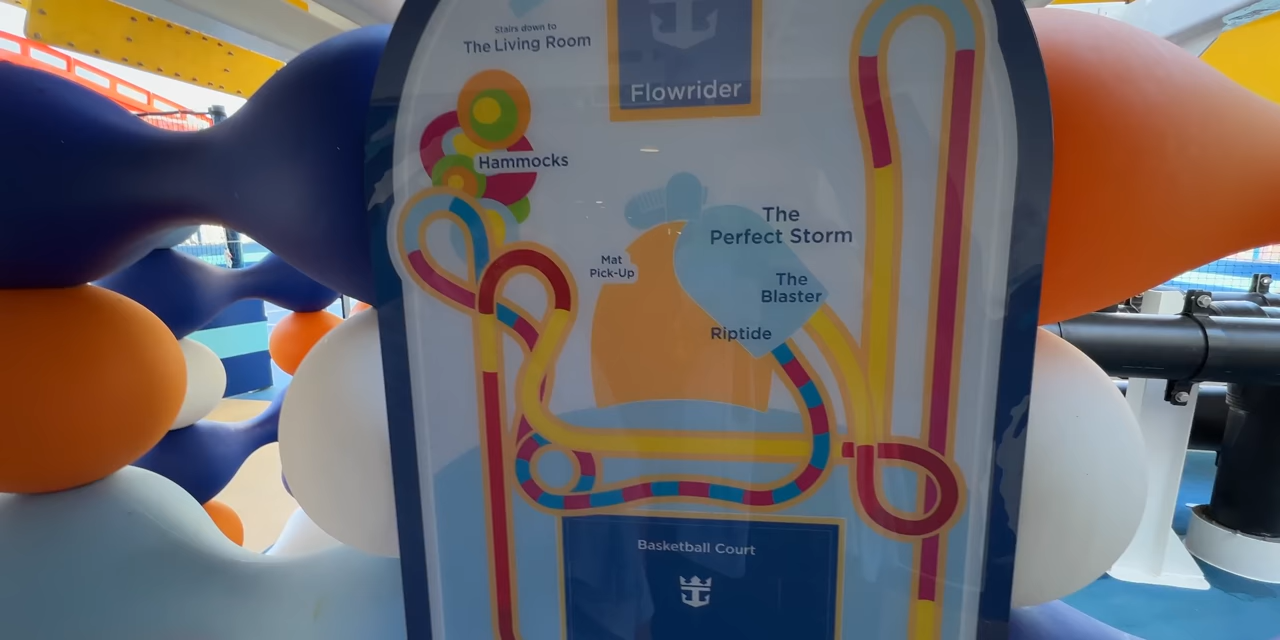 Stairs down to
The Living Room
Flowrider
Hammocks
The
Perfect Storm
Mat
Pick-Up
The
Blaster
Riptide
Basketball Court